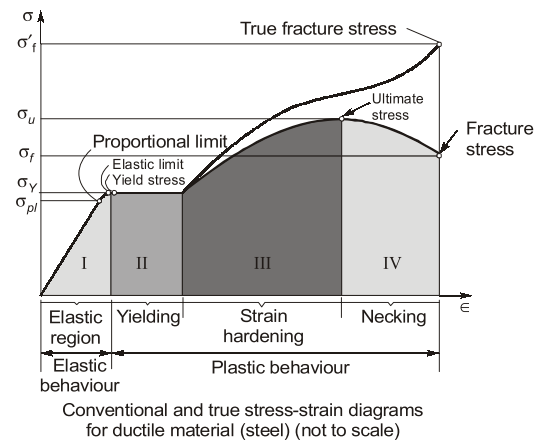 σ
True fracture stress
σ′f
σu
Ultimate
stress
Fracture
stress
Proportional limit
σf
Elastic limit
Yield stress
σY
σpl
I
II
III
IV
∈
Elastic
region
Yielding
Strain
hardening
Necking
Elastic
behaviour
Plastic behaviour
Conventional and true stress-strain diagrams
for ductile material (steel) (not to scale)